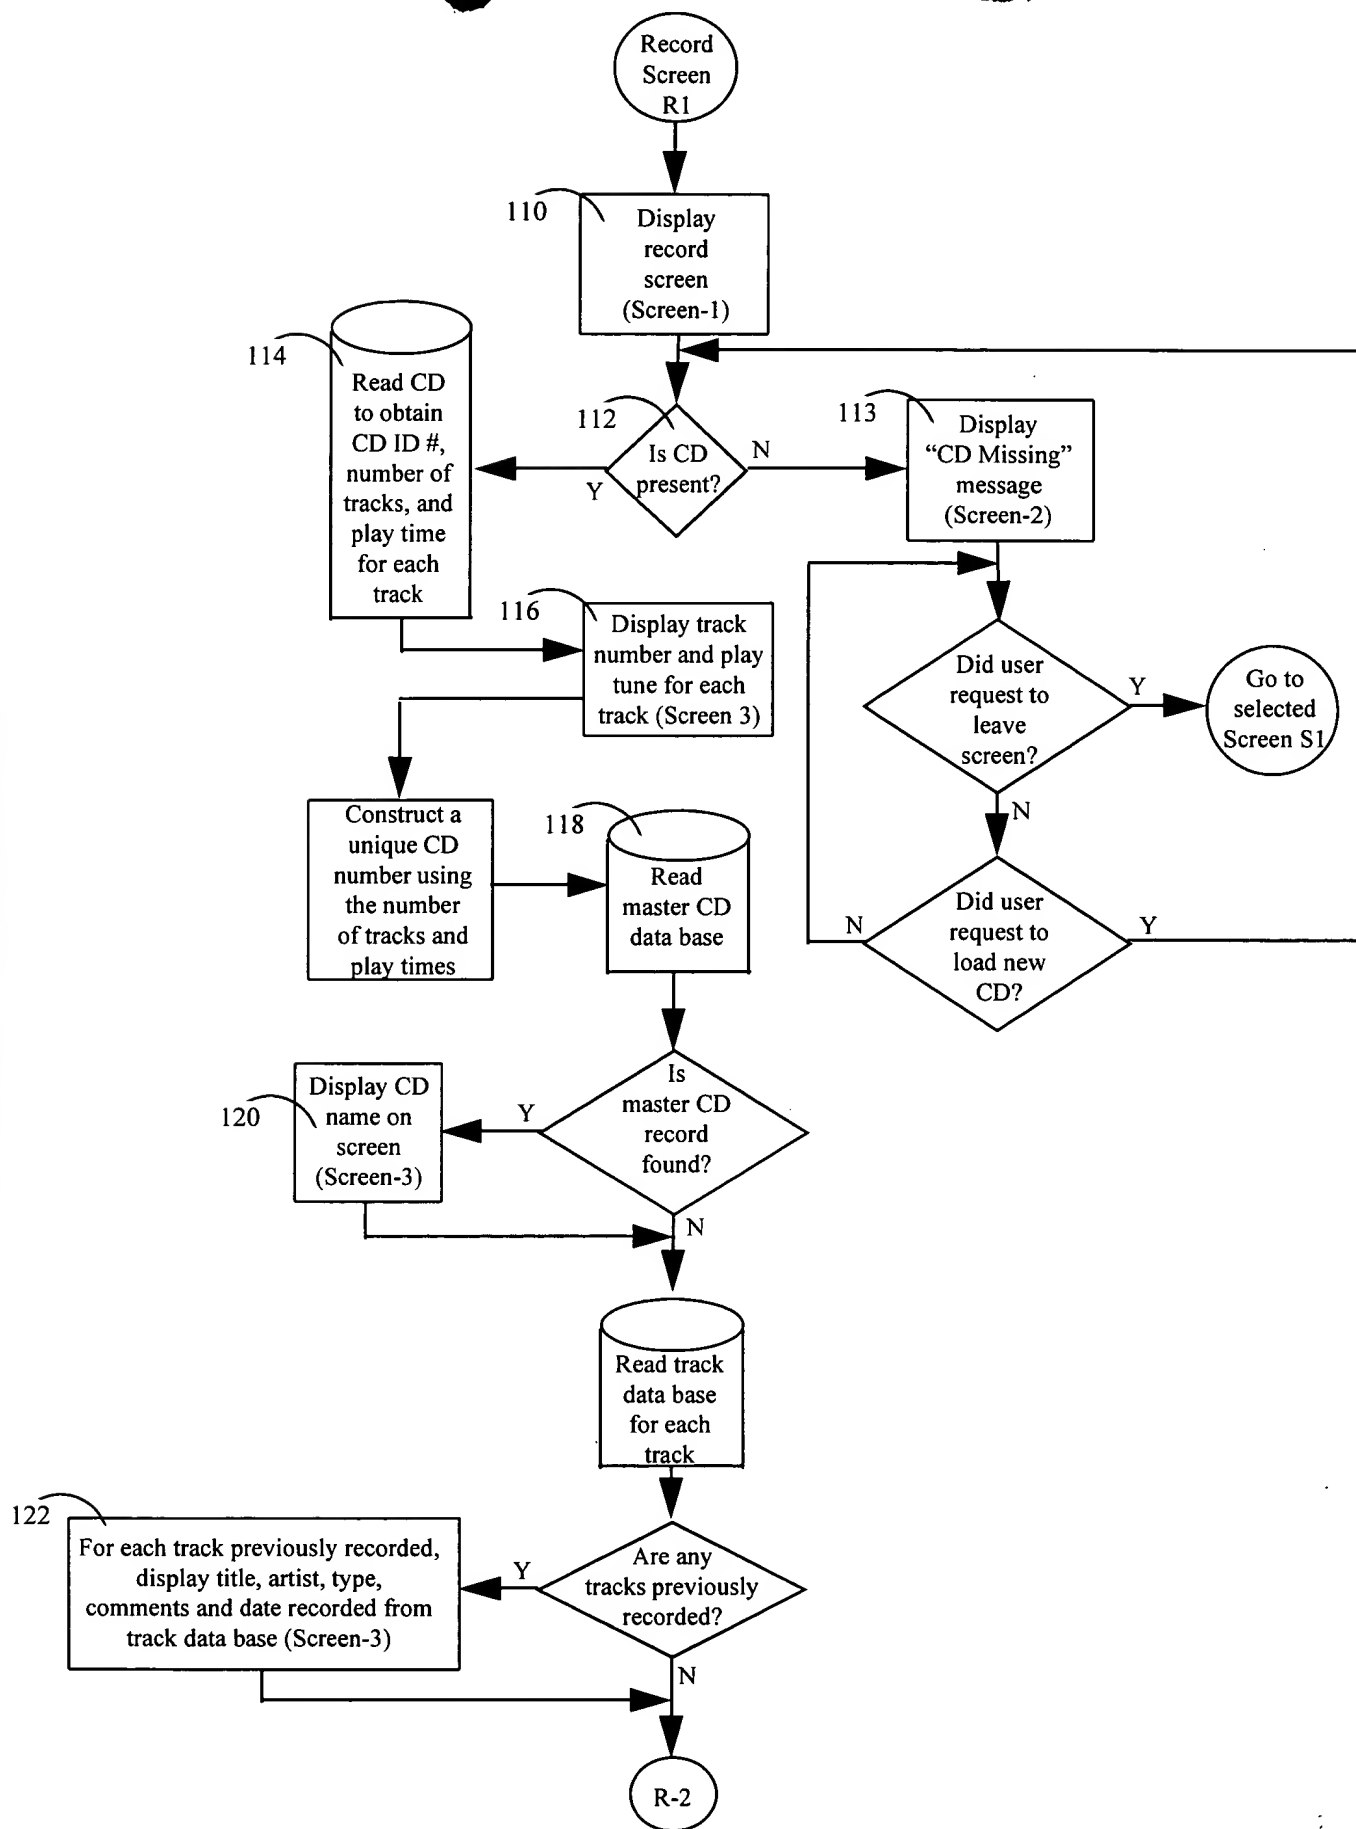 Record
Screen
R1
110
Display
record
screen
(Screen-1)
114
Read CD
to obtain
CD ID #,
number of
tracks, and
play time
for each
track
112
Is CD
present?
Y
N
113
Display
“CD Missing”
message
(Screen-2)
116
Display track
number and play
tune for each
track (Screen 3)
Did user
request to
leave
screen?
Y
Go to
selected
Screen S1
N
Construct a
unique CD
number using
the number
of tracks and
play times
118
Read
master CD
data base
Did user
request to
load new
CD?
N
Y
120
Display CD
name on
screen
(Screen-3)
Y
Is
master CD
record
found?
N
Read track
data base
for each
track
122
For each track previously recorded,
display title, artist, type,
comments and date recorded from
track data base (Screen-3)
Y
Are any
tracks previously
recorded?
N
R-2